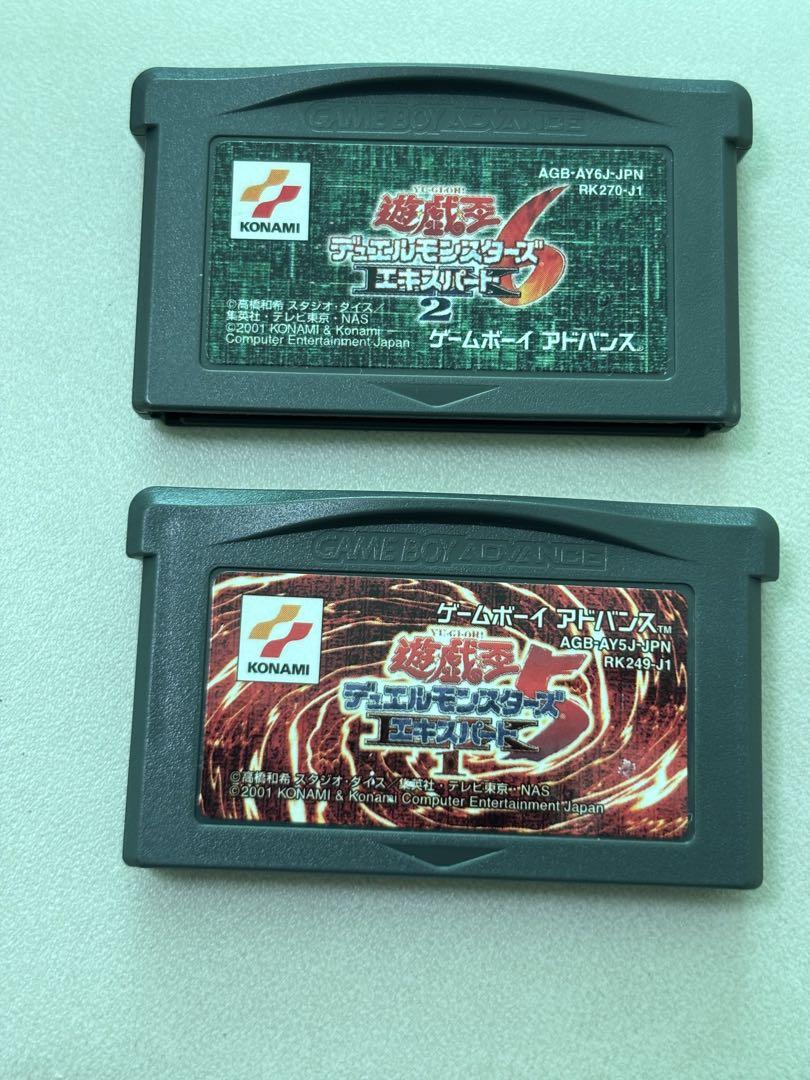 GAME BOY ADVANCE
KONAMI
AGB-AY6J-JPN
RK270-J1
YU-GI-OH!
遊戯王
デュエルモンスターズ6
エキスパート
2
©高橋和希 スタジオ・ダイス/
集英社・テレビ東京・NAS
©2001 KONAMI & Konami
Computer Entertainment Japan
ゲームボーイ アドバンス™
GAME BOY ADVANCE
KONAMI
ゲームボーイ アドバンス™
AGB-AY5J-JPN
RK249-J1
YU-GI-OH!
遊戯王
デュエルモンスターズ5
エキスパート
1
©高橋和希 スタジオ・ダイス/集英社・テレビ東京・NAS
©2001 KONAMI & Konami Computer Entertainment Japan